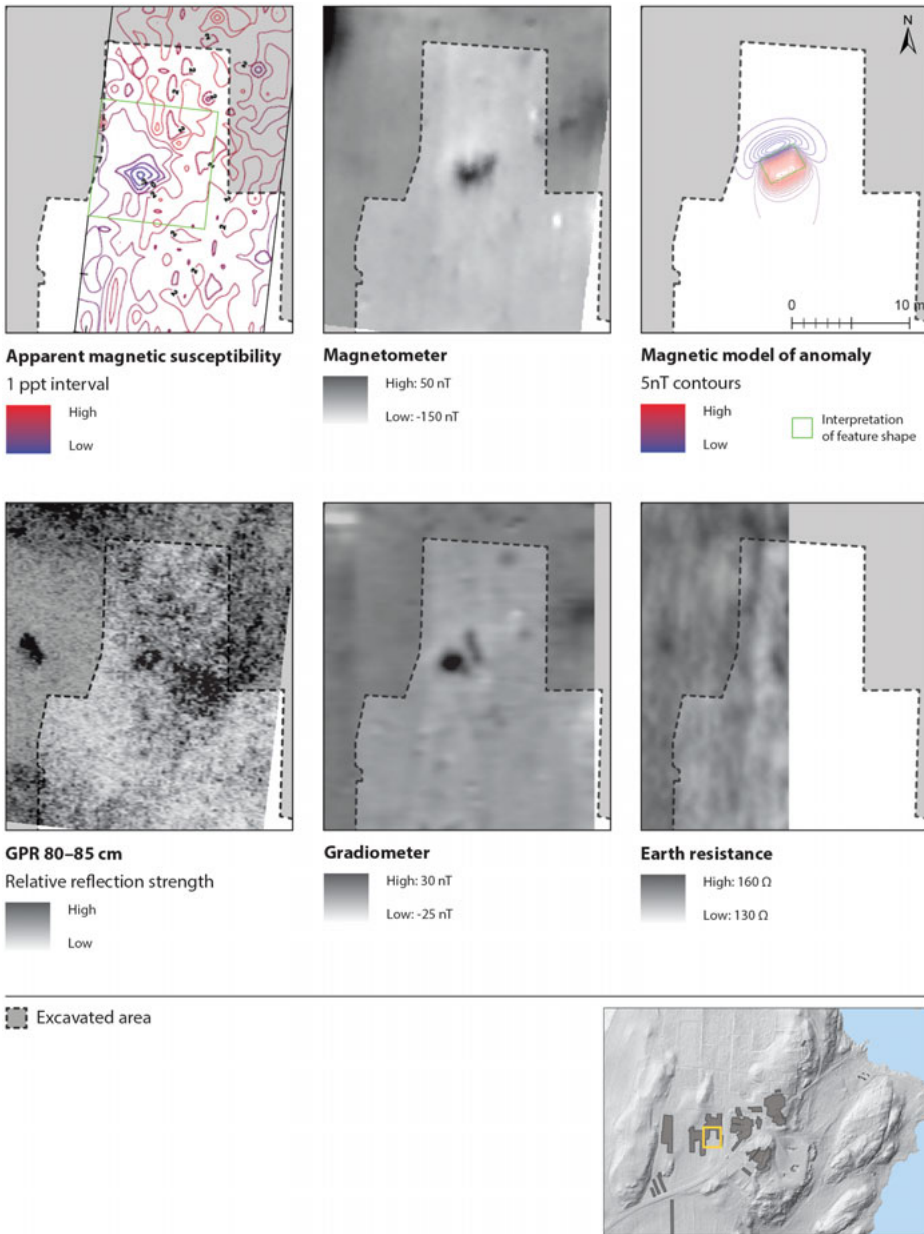 N
0 10 m
Apparent magnetic susceptibility
1 ppt interval
High
Low
Magnetometer
High: 50 nT
Low: -150 nT
Magnetic model of anomaly
5nT contours
High
Low
Interpretation
of feature shape
GPR 80–85 cm
Relative reflection strength
High
Low
Gradiometer
High: 30 nT
Low: -25 nT
Earth resistance
High: 160 Ω
Low: 130 Ω
Excavated area